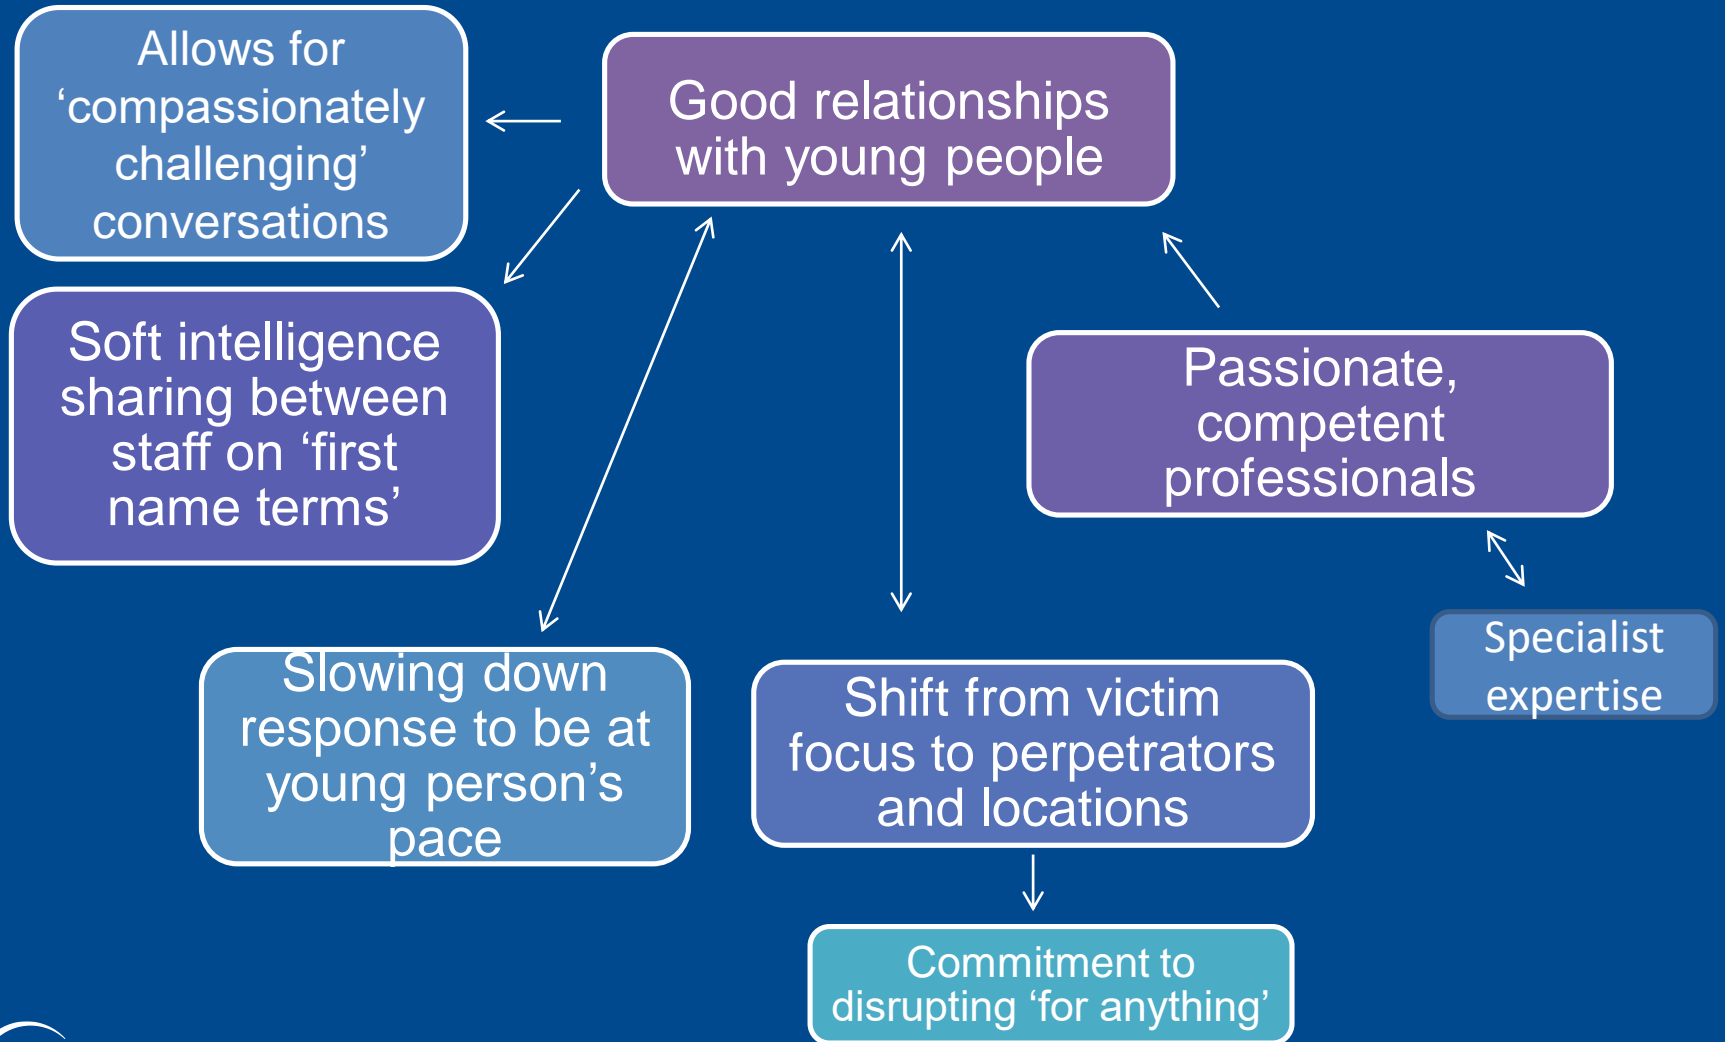 Allows for
‘compassionately
challenging’
conversations
Good relationships
with young people
Soft intelligence
sharing between
staff on ‘first
name terms’
Passionate,
competent
professionals
Specialist
expertise
Slowing down
response to be at
young person’s
pace
Shift from victim
focus to perpetrators
and locations
Commitment to
disrupting ‘for anything’